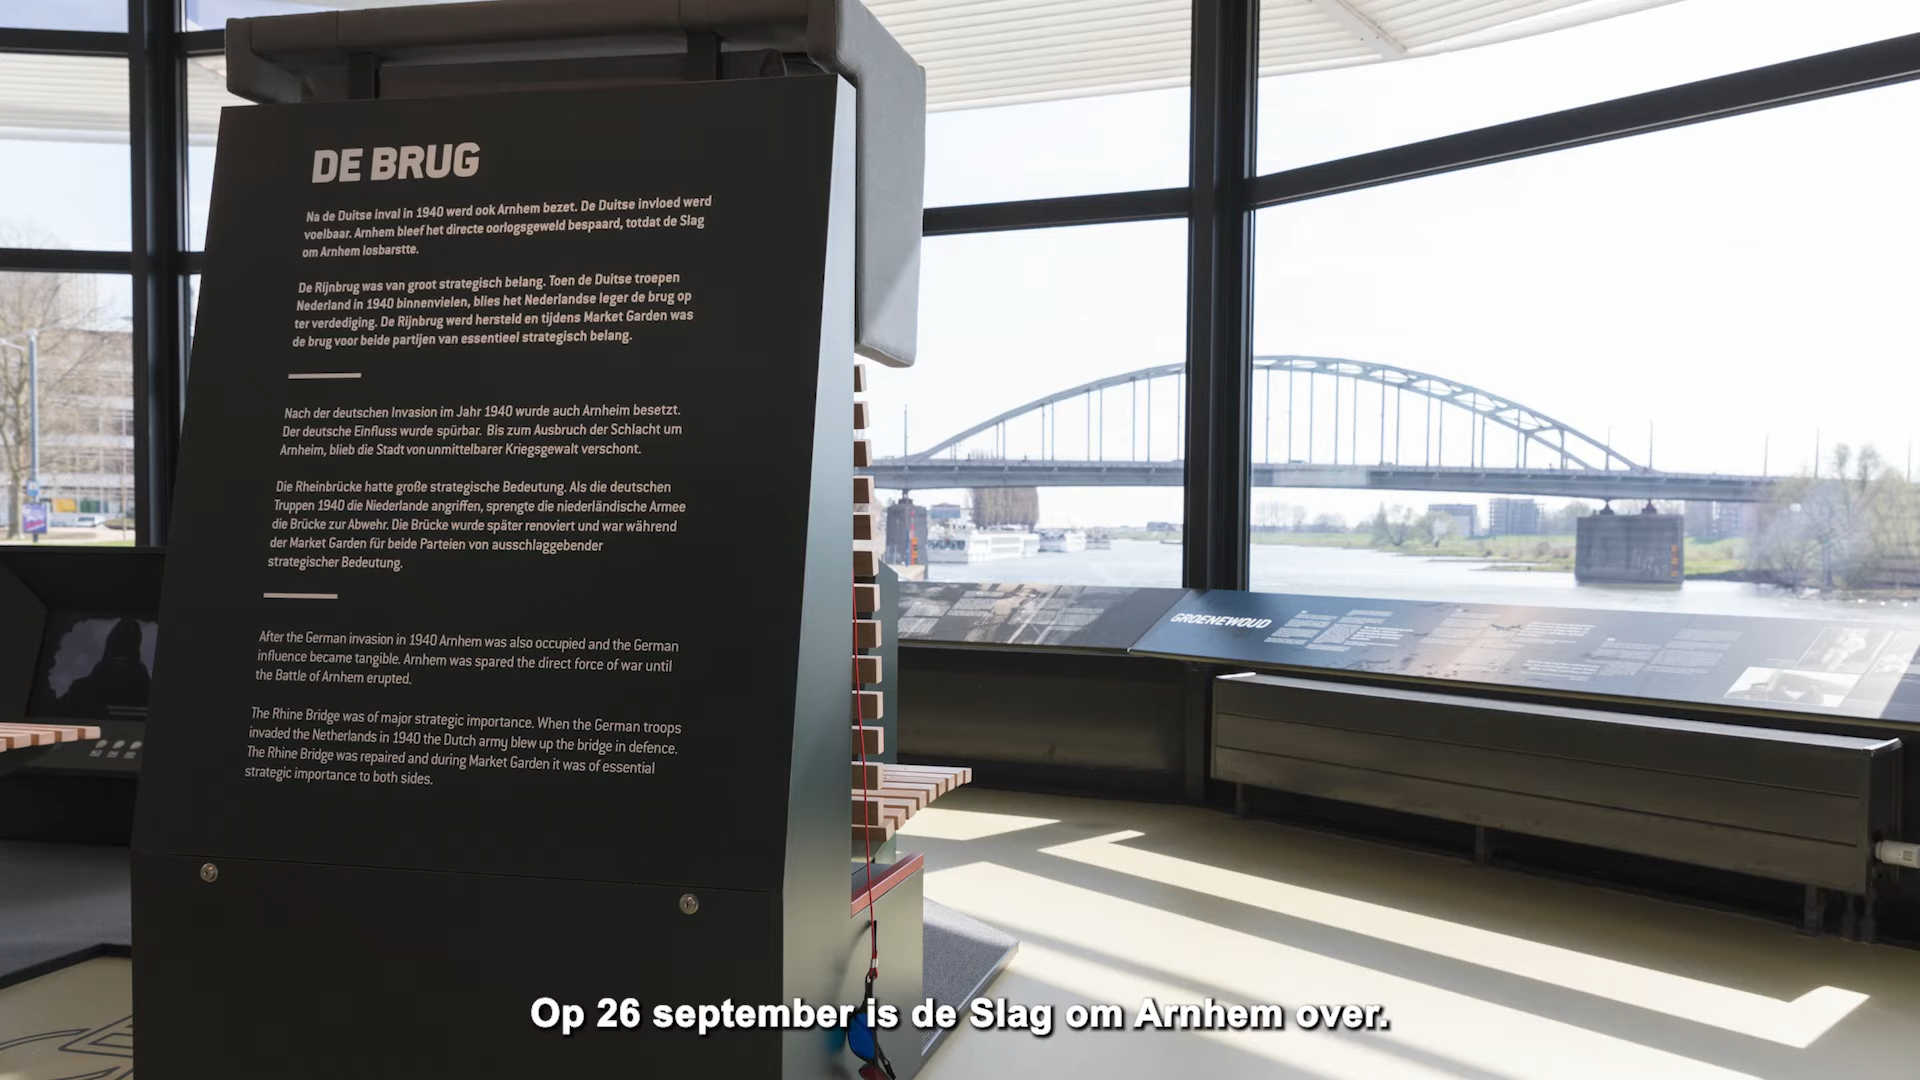 DE BRUG
Na de Duitse inval in 1940 werd ook Arnhem bezet. De Duitse invloed werd
voelbaar. Arnhem bleef het directe oorlogsgeweld bespaard, totdat de Slag
om Arnhem losbarstte.
De Rijnbrug was van groot strategisch belang. Toen de Duitse troepen
Nederland in 1940 binnenvielen, blies het Nederlandse leger de brug op
ter verdediging. De Rijnbrug werd hersteld en tijdens Market Garden was
de brug voor beide partijen van essentieel strategisch belang.
Nach der deutschen Invasion im Jahr 1940 wurde auch Arnheim besetzt.
Der deutsche Einfluss wurde spürbar. Bis zum Ausbruch der Schlacht um
Arnheim, blieb die Stadt von unmittelbarer Kriegsgewalt verschont.
Die Rheinbrücke hatte große strategische Bedeutung. Als die deutschen
Truppen 1940 die Niederlande angriffen, sprengte die niederländische Armee
die Brücke zur Abwehr. Die Brücke wurde später renoviert und war während
der Market Garden für beide Parteien von ausschlaggebender
strategischer Bedeutung.
After the German invasion in 1940 Arnhem was also occupied and the German
influence became tangible. Arnhem was spared the direct force of war until
the Battle of Arnhem erupted.
The Rhine Bridge was of major strategic importance. When the German troops
invaded the Netherlands in 1940 the Dutch army blew up the bridge in defence.
The Rhine Bridge was repaired and during Market Garden it was of essential
strategic importance to both sides.
GROENEWOUD
Op 26 september is de Slag om Arnhem over.